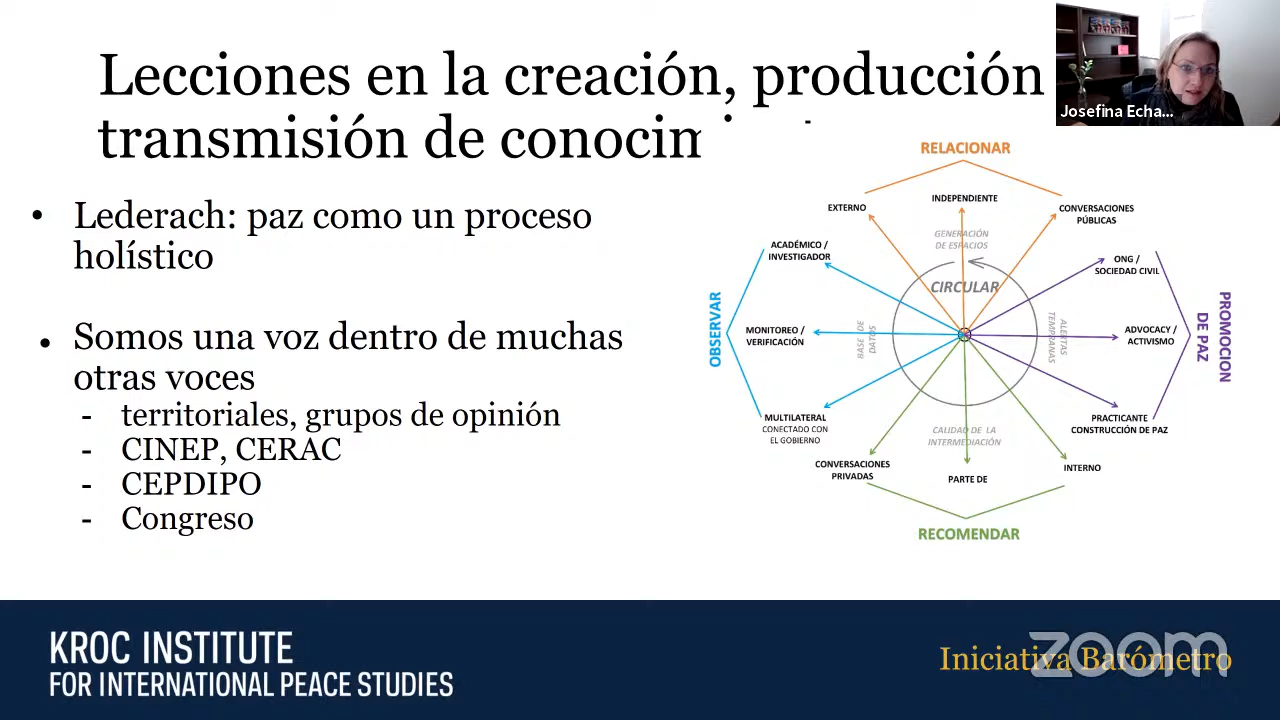 Lecciones en la creación, producción
transmisión de
Josefina Echa...
• Lederach: paz como un proceso
holístico
• Somos una voz dentro de muchas
otras voces
- territoriales, grupos de opinión
- CINEP, CERAC
- CEPDIPO
- Congreso
RELACIONAR
EXTERNO
INDEPENDIENTE
CONVERSACIONES
PÚBLICAS
GENERACIÓN
DE ESPACIOS
ACADÉMICO /
INVESTIGADOR
ONG /
SOCIEDAD CIVIL
CIRCULAR
OBSERVAR
MONITOREO /
VERIFICACIÓN
BASE DE
DATOS
ALERTAS
TEMPRANAS
ADVOCACY /
ACTIVISMO
PROMOCION
DE PAZ
MULTILATERAL
CONECTADO CON
EL GOBIERNO
CALIDAD DE LA
INTERMEDIACIÓN
PRACTICANTE
CONSTRUCCIÓN DE PAZ
CONVERSACIONES
PRIVADAS
PARTE DE
INTERNO
RECOMENDAR
KROC INSTITUTE
FOR INTERNATIONAL PEACE STUDIES
Iniciativa Barómetro
zoom